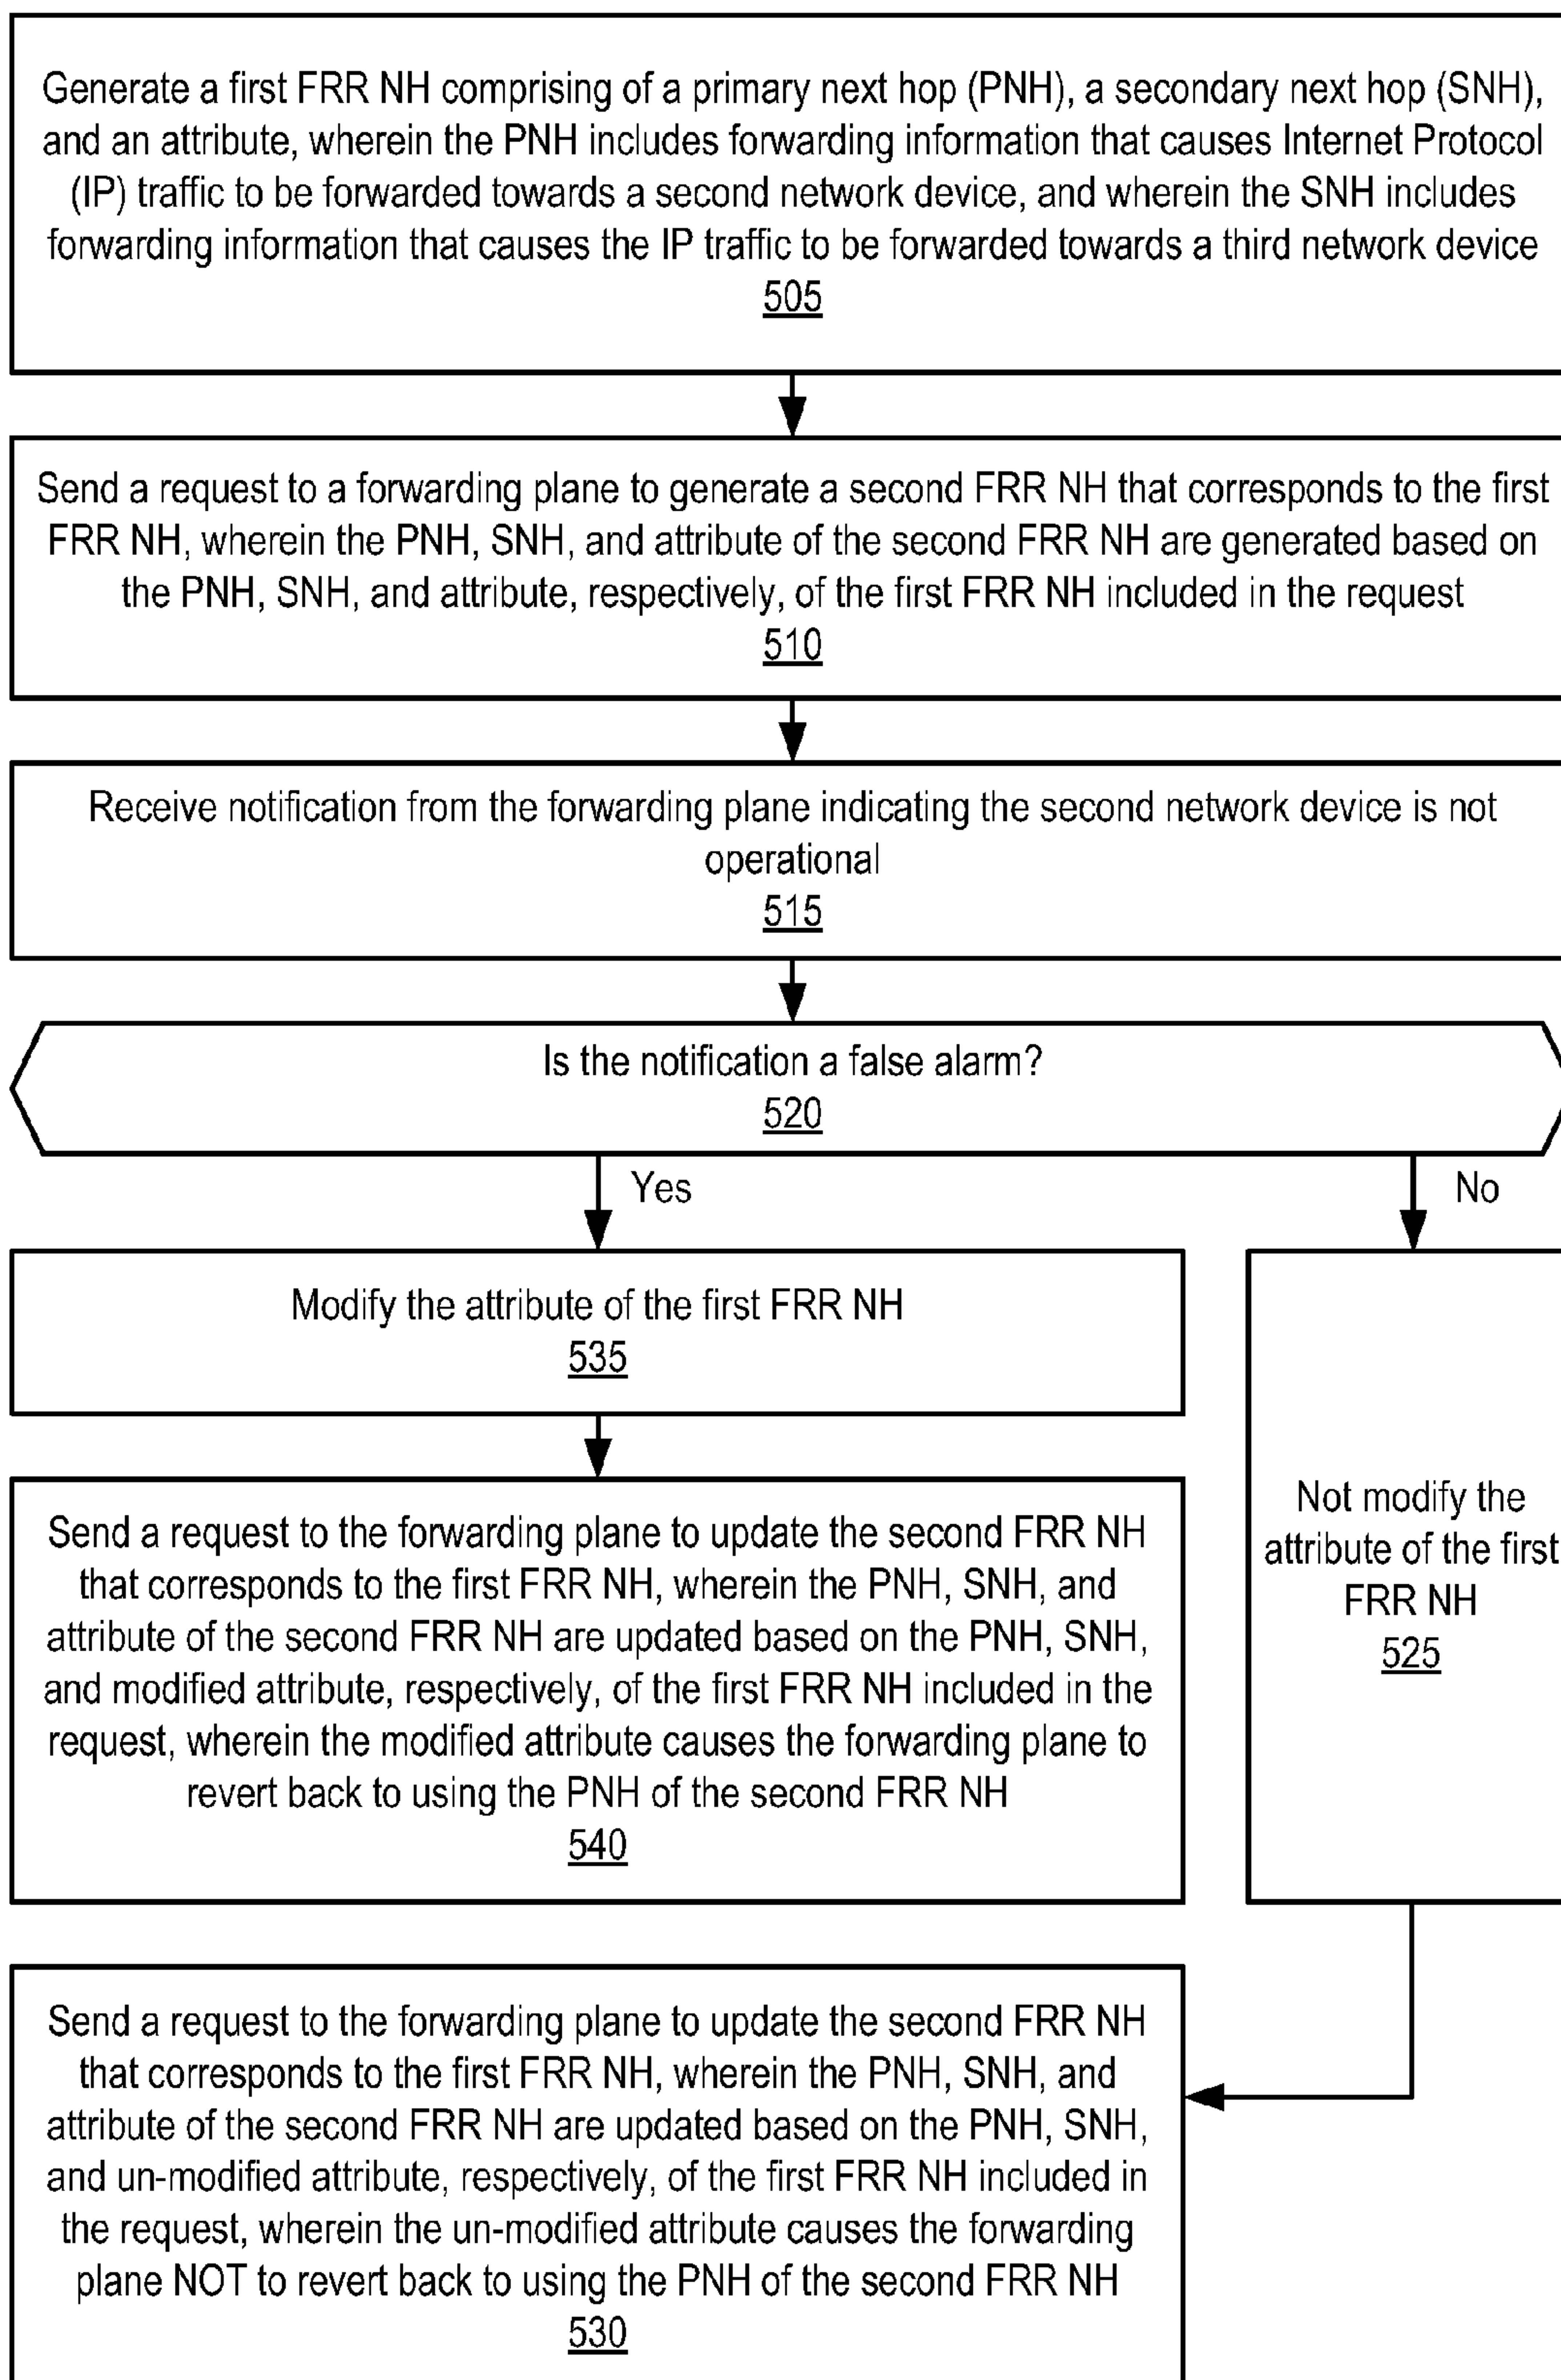 Generate a first FRR NH comprising of a primary next hop (PNH), a secondary next hop (SNH),
and an attribute, wherein the PNH includes forwarding information that causes Internet Protocol
(IP) traffic to be forwarded towards a second network device, and wherein the SNH includes
forwarding information that causes the IP traffic to be forwarded towards a third network device
505
Send a request to a forwarding plane to generate a second FRR NH that corresponds to the first
FRR NH, wherein the PNH, SNH, and attribute of the second FRR NH are generated based on
the PNH, SNH, and attribute, respectively, of the first FRR NH included in the request
510
Receive notification from the forwarding plane indicating the second network device is not
operational
515
Is the notification a false alarm?
520
Yes
No
Modify the attribute of the first FRR NH
535
Send a request to the forwarding plane to update the second FRR NH
that corresponds to the first FRR NH, wherein the PNH, SNH, and
attribute of the second FRR NH are updated based on the PNH, SNH,
and modified attribute, respectively, of the first FRR NH included in the
request, wherein the modified attribute causes the forwarding plane to
revert back to using the PNH of the second FRR NH
540
Not modify the
attribute of the first
FRR NH
525
Send a request to the forwarding plane to update the second FRR NH
that corresponds to the first FRR NH, wherein the PNH, SNH, and
attribute of the second FRR NH are updated based on the PNH, SNH,
and un-modified attribute, respectively, of the first FRR NH included in
the request, wherein the un-modified attribute causes the forwarding
plane NOT to revert back to using the PNH of the second FRR NH
530